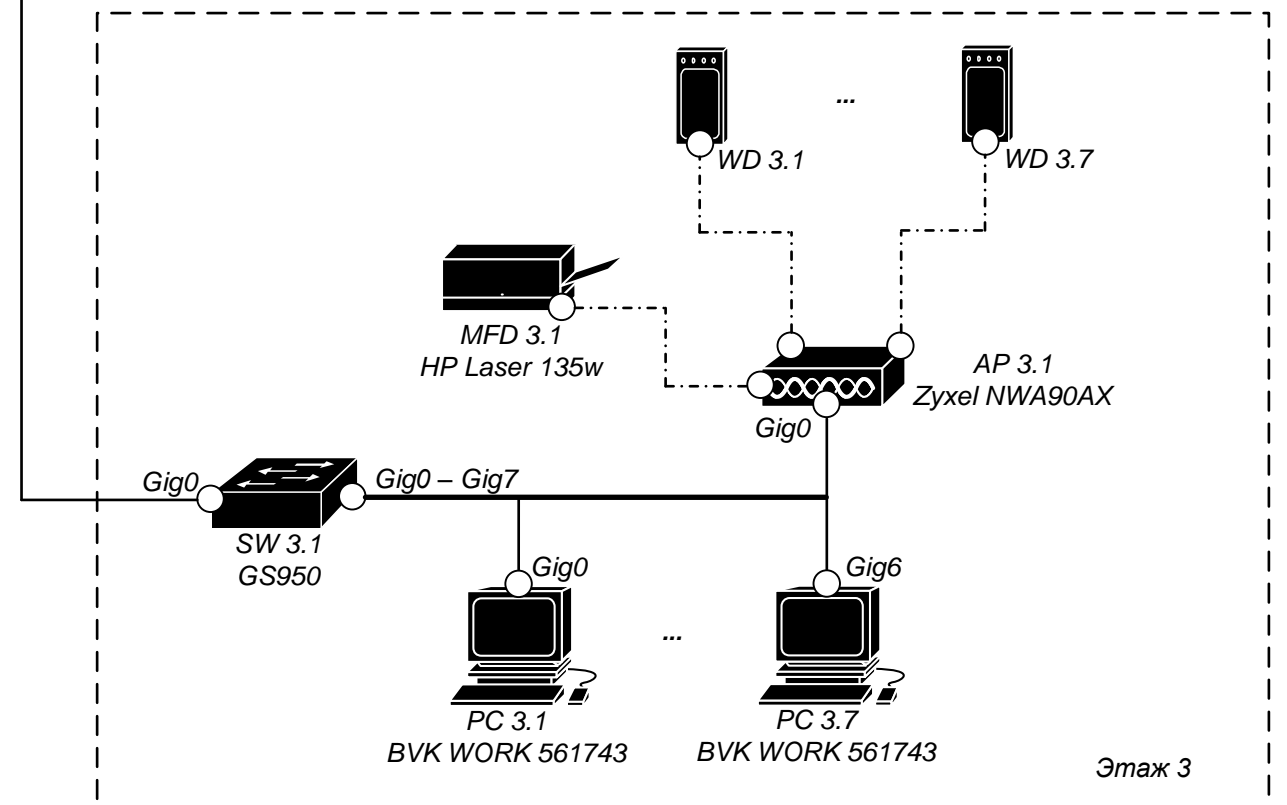 ...
WD 3.1
WD 3.7
MFD 3.1
HP Laser 135w
AP 3.1
Zyxel NWA90AX
Gig0
Gig0
Gig0 – Gig7
SW 3.1
GS950
Gig0
Gig6
...
PC 3.1
BVK WORK 561743
PC 3.7
BVK WORK 561743
Этаж 3